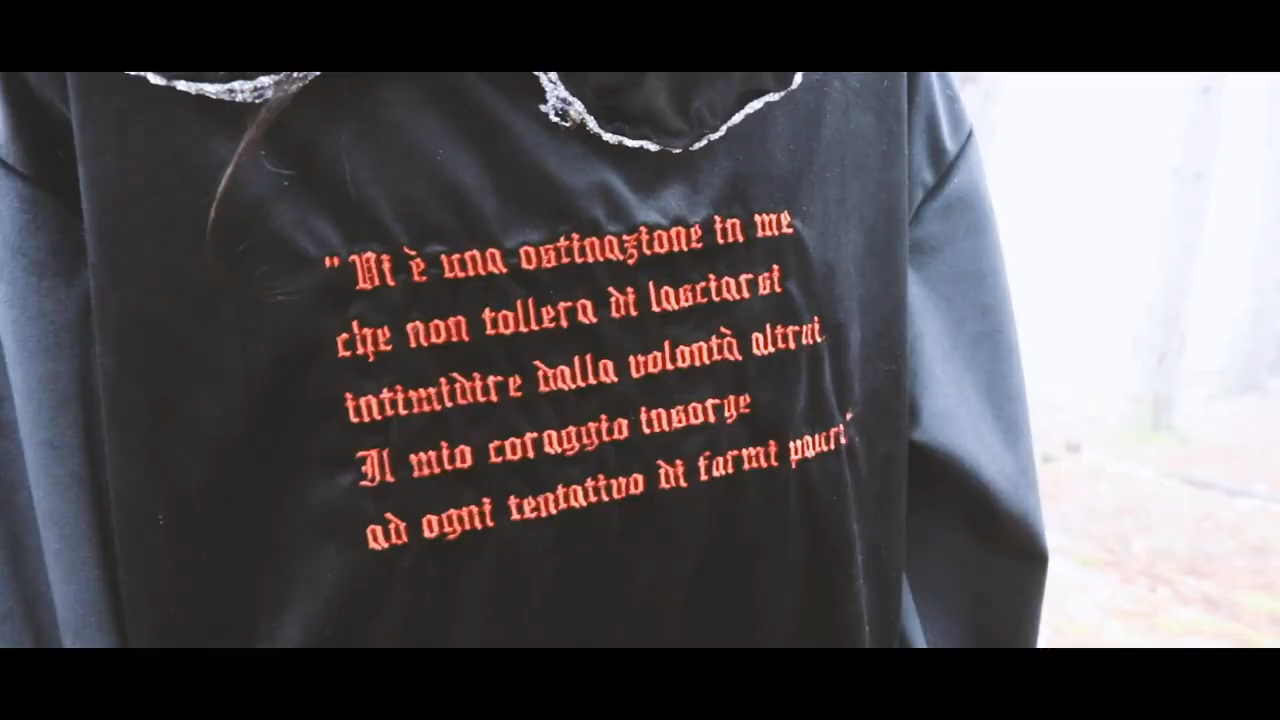 " Vi è una ostinazione in me
che non tollera di lasciarsi
intimidire dalla volontà altrui.
Il mio coraggio insorge
ad ogni tentativo di farmi paura"